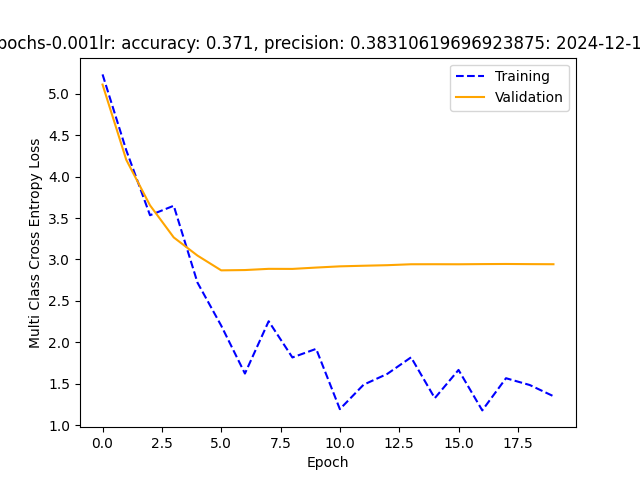 pochs-0.001lr: accuracy: 0.371, precision: 0.38310619696923875: 2024-12-1
Training
Validation
Multi Class Cross Entropy Loss
5.0
4.5
4.0
3.5
3.0
2.5
2.0
1.5
1.0
0.0 2.5 5.0 7.5 10.0 12.5 15.0 17.5
Epoch